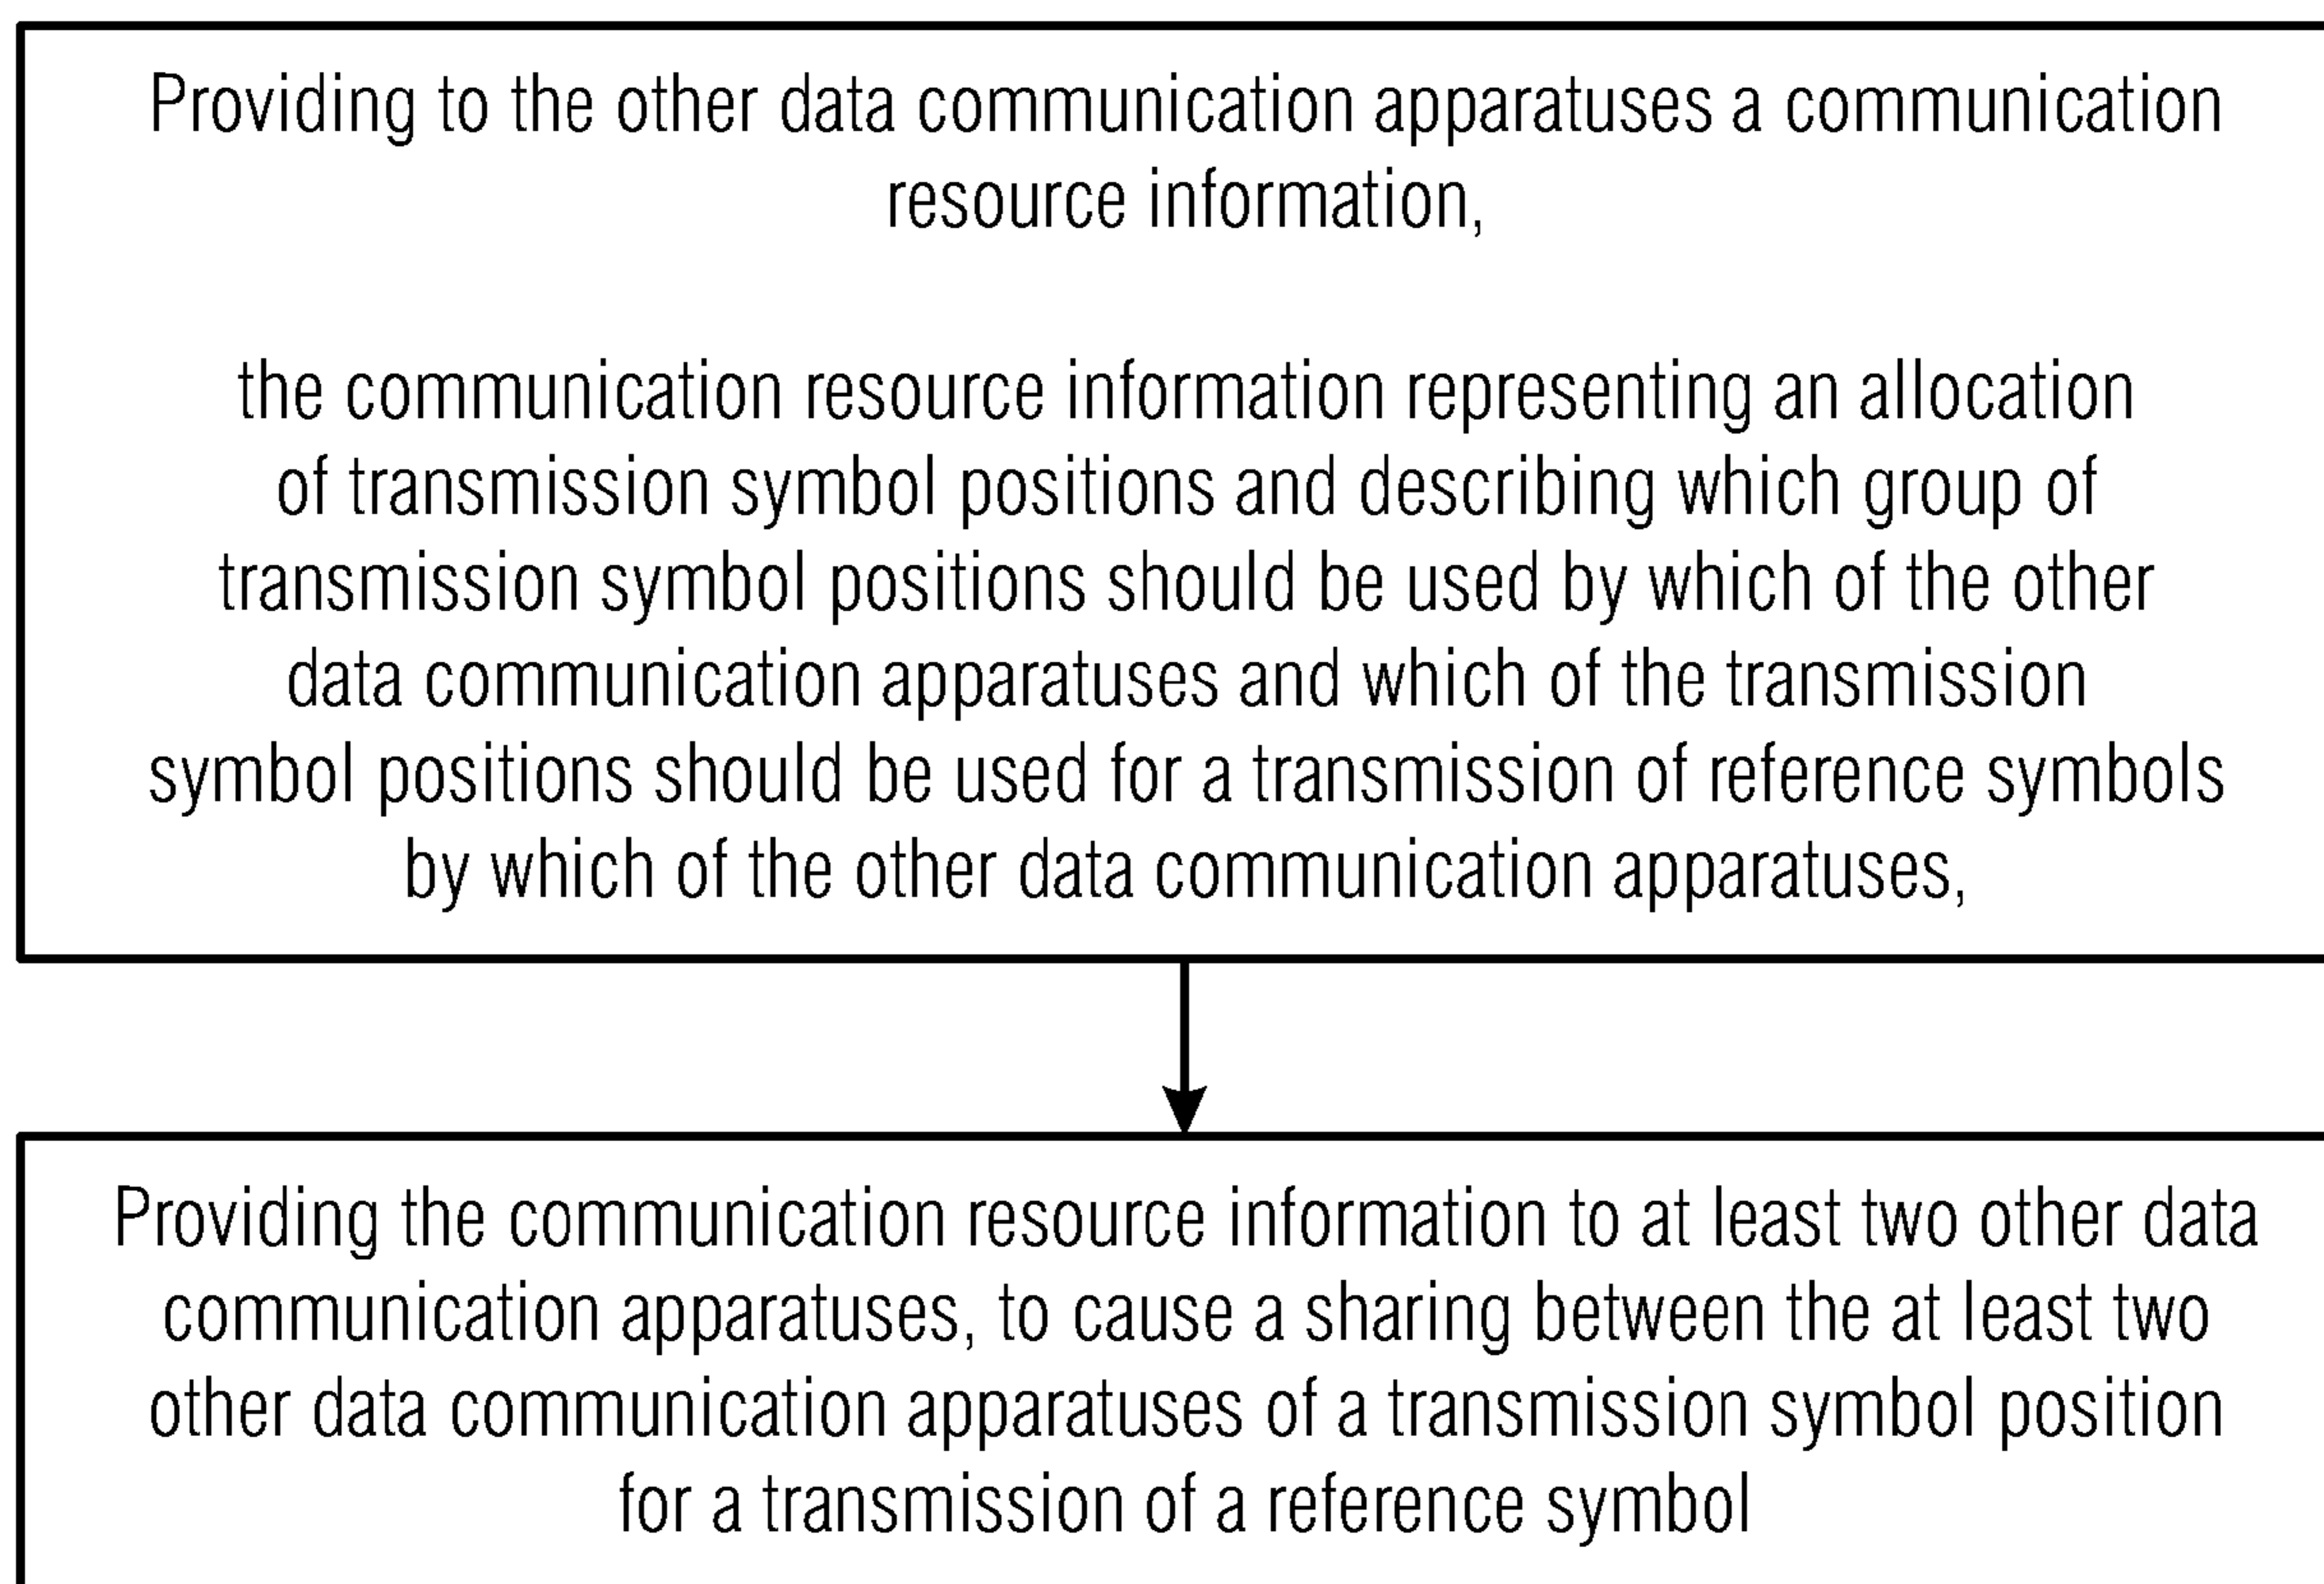 Providing to the other data communication apparatuses a communication
resource information,
the communication resource information representing an allocation
of transmission symbol positions and describing which group of
transmission symbol positions should be used by which of the other
data communication apparatuses and which of the transmission
symbol positions should be used for a transmission of reference symbols
by which of the other data communication apparatuses,
Providing the communication resource information to at least two other data
communication apparatuses, to cause a sharing between the at least two
other data communication apparatuses of a transmission symbol position
for a transmission of a reference symbol